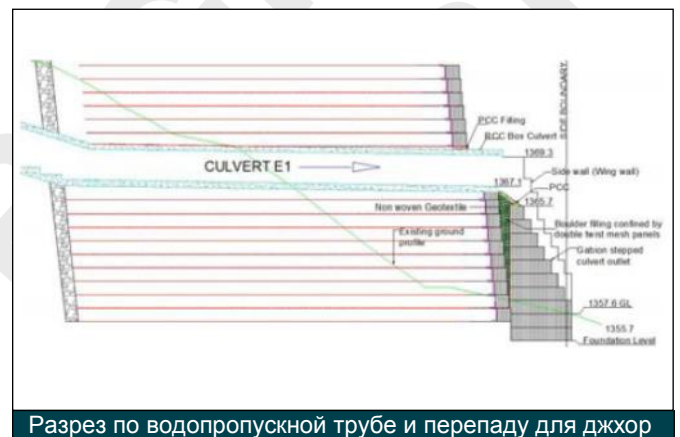 SIDE BOUNDARY
PCC Filling
RCC Box Culvert
1369.3
CULVERT E1
Side wall (Wing wall)
1367.1
PCC
1365.7
Non woven Geotextile
Boulder filling confined by
double twist mesh panels
Existing ground
profile
Gabion stepped
culvert outlet
1357.6 GL
1355.7
Foundation Level
Разрез по водопропускной трубе и перепаду для джхор